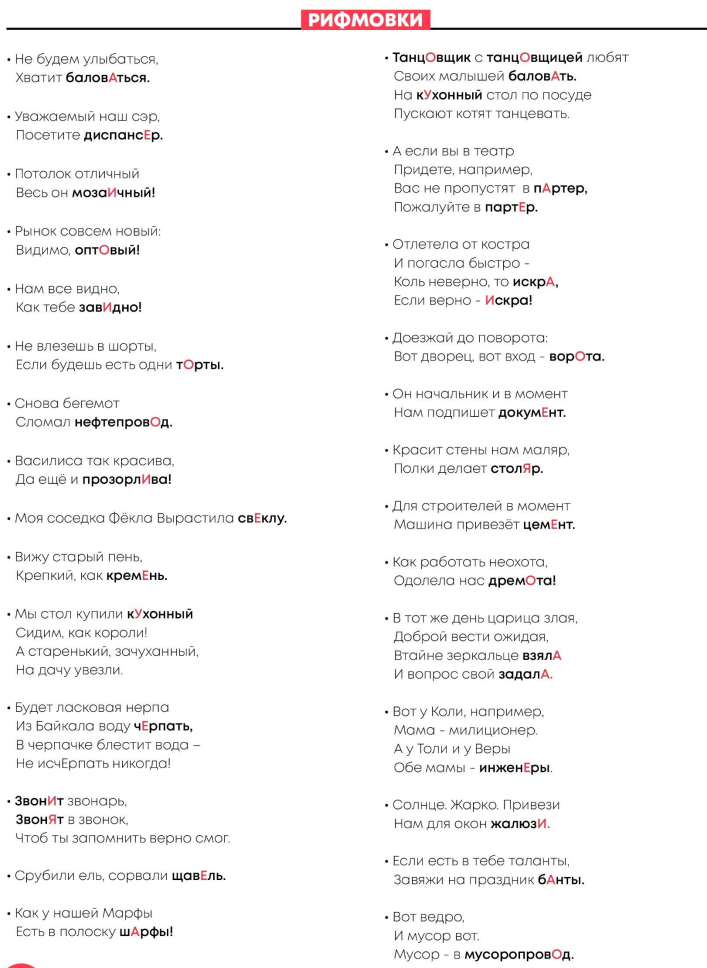 РИФМОВКИ
• Не будем улыбаться,
Хватит баловАться.
• Уважаемый наш сэр,
Посетите диспансЕр.
• Потолок отличный
Весь он мозаИчный!
• Рынок совсем новый:
Видимо, оптОвый!
• Нам все видно,
Как тебе завИдно!
• Не влезешь в шорты,
Если будешь есть одни тОрты.
• Снова бегемот
Сломал нефтепровОд.
• Василиса так красива,
Да ещё и прозорлИва!
• Моя соседка Фёкла Вырастила свЕклу.
• Вижу старый пень,
Крепкий, как кремЕнь.
• Мы стол купили кУхонный
Сидим, как короли!
А старенький, зачуханный,
На дачу увезли.
• Будет ласковая нерпа
Из Байкала воду чЕрпать,
В черпачке блестит вода –
Не исчЕрпать никогда!
• ЗвонИт звонарь,
ЗвонЯт в звонок,
Чтоб ты запомнить верно смог.
• Срубили ель, сорвали щавЕль.
• Как у нашей Марфы
Есть в полоску шАрфы!
• ТанцОвщик с танцОвщицей любят
Своих малышей баловАть.
На кУхонный стол по посуде
Пускают котят танцевать.
• А если вы в театр
Придете, например,
Вас не пропустят в пАртер,
Пожалуйте в партЕр.
• Отлетела от костра
И погасла быстро -
Коль неверно, то искрА,
Если верно - Искра!
• Доезжай до поворота:
Вот дворец, вот вход - ворОта.
• Он начальник и в момент
Нам подпишет докумЕнт.
• Красит стены нам маляр,
Полки делает столЯр.
• Для строителей в момент
Машина привезёт цемЕнт.
• Как работать неохота,
Одолела нас дремОта!
• В тот же день царица злая,
Доброй вести ожидая,
Втайне зеркальце взялА
И вопрос свой задалА.
• Вот у Коли, например,
Мама - милиционер.
А у Толи и у Веры
Обе мамы - инженЕры.
• Солнце. Жарко. Привези
Нам для окон жалюзИ.
• Если есть в тебе таланты,
Завяжи на праздник бАнты.
• Вот ведро,
И мусор вот.
Мусор - в мусоропровОд.